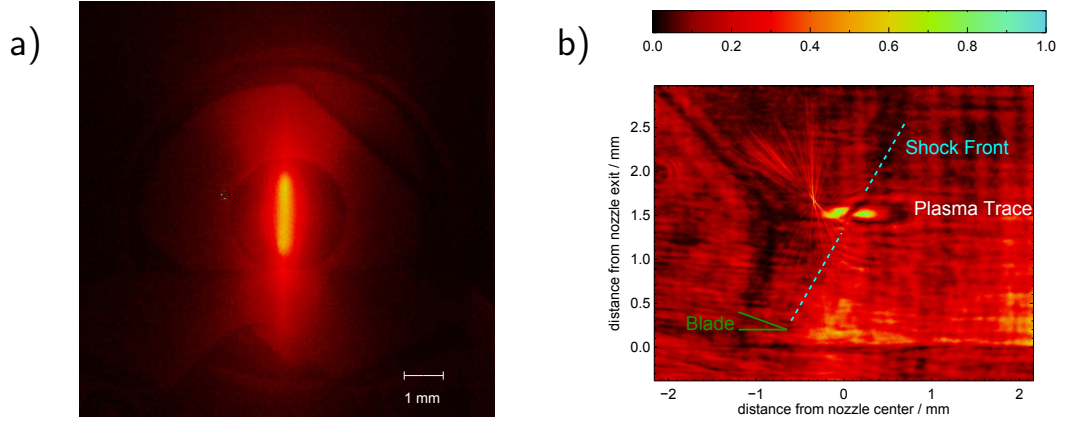 a)
1 mm
b)
0.0 0.2 0.4 0.6 0.8 1.0
distance from nozzle exit / mm
2.5
2.0
1.5
1.0
0.5
0.0
Shock Front
Plasma Trace
Blade
−2 −1 0 1 2
distance from nozzle center / mm